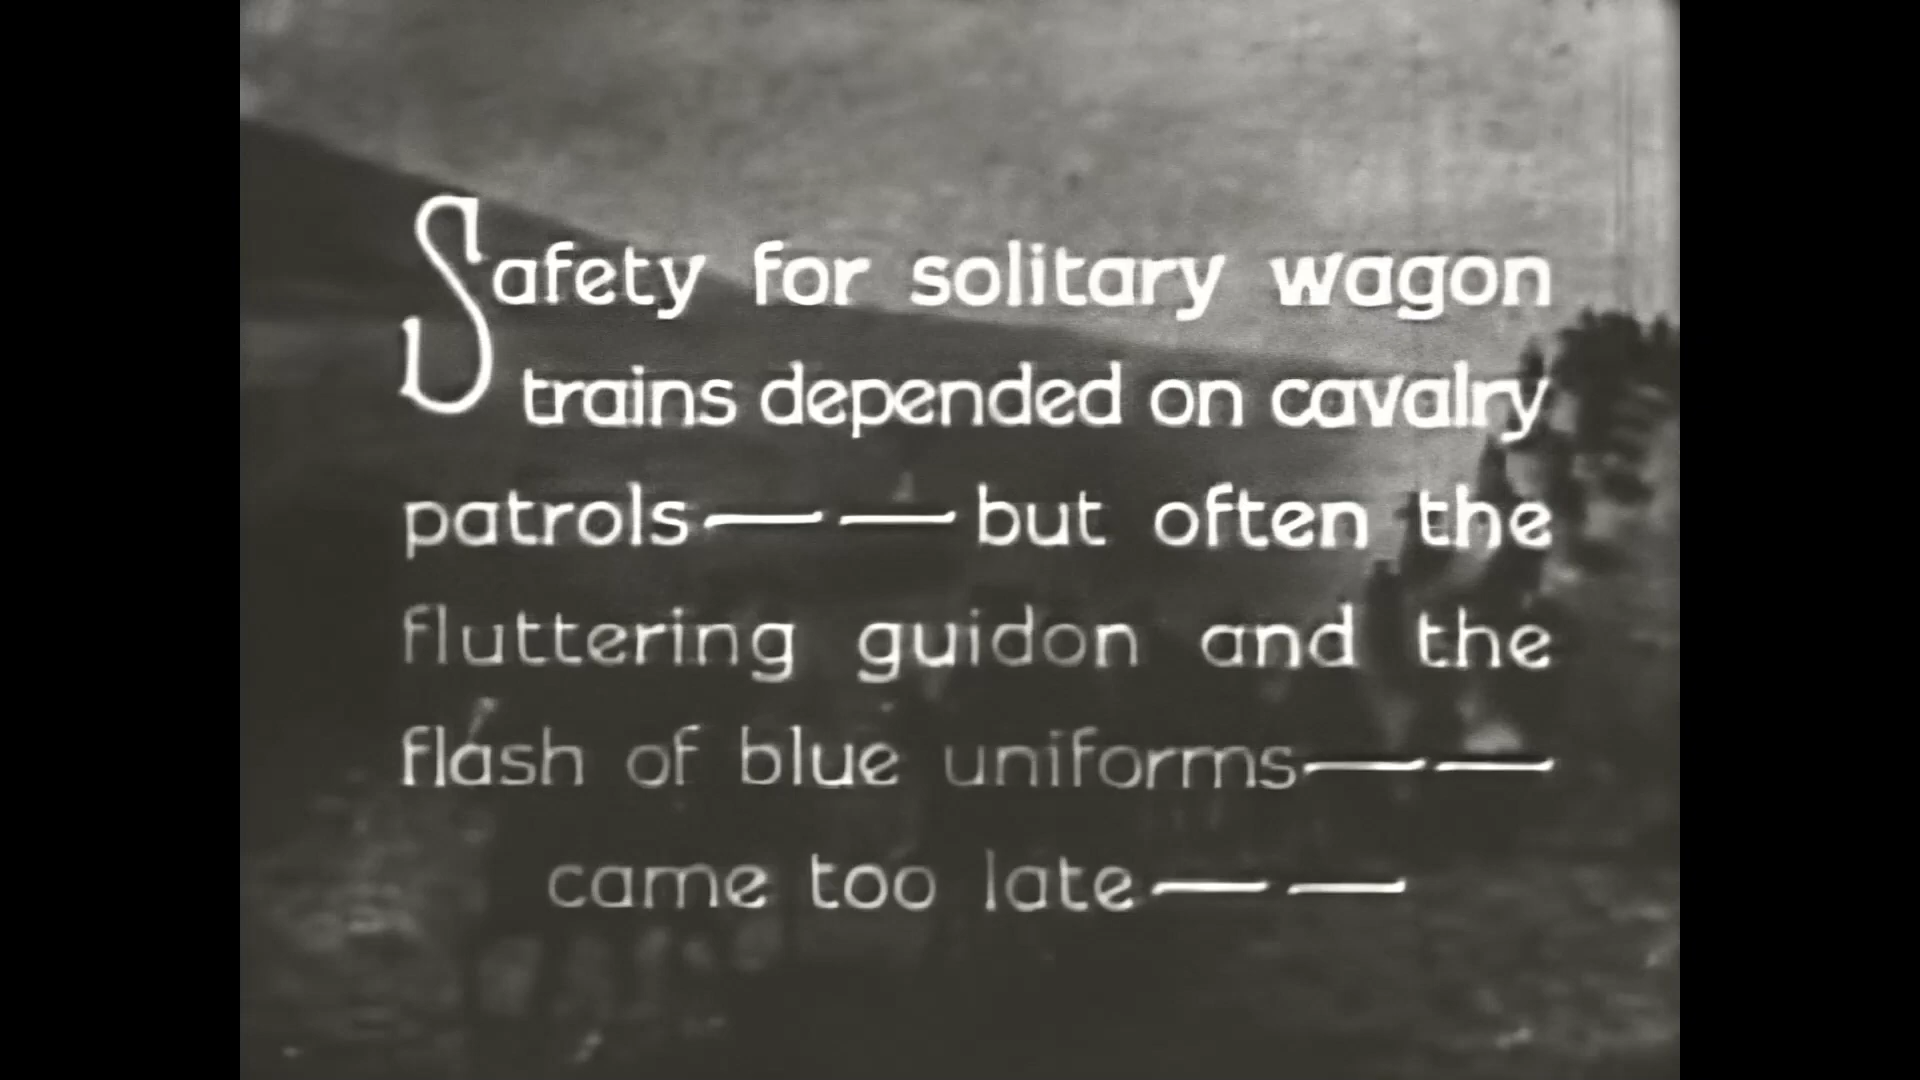 Safety for solitary wagon
trains depended on cavalry
patrols— — but often the
fluttering guidon and the
flash of blue uniforms— —
came too late— —